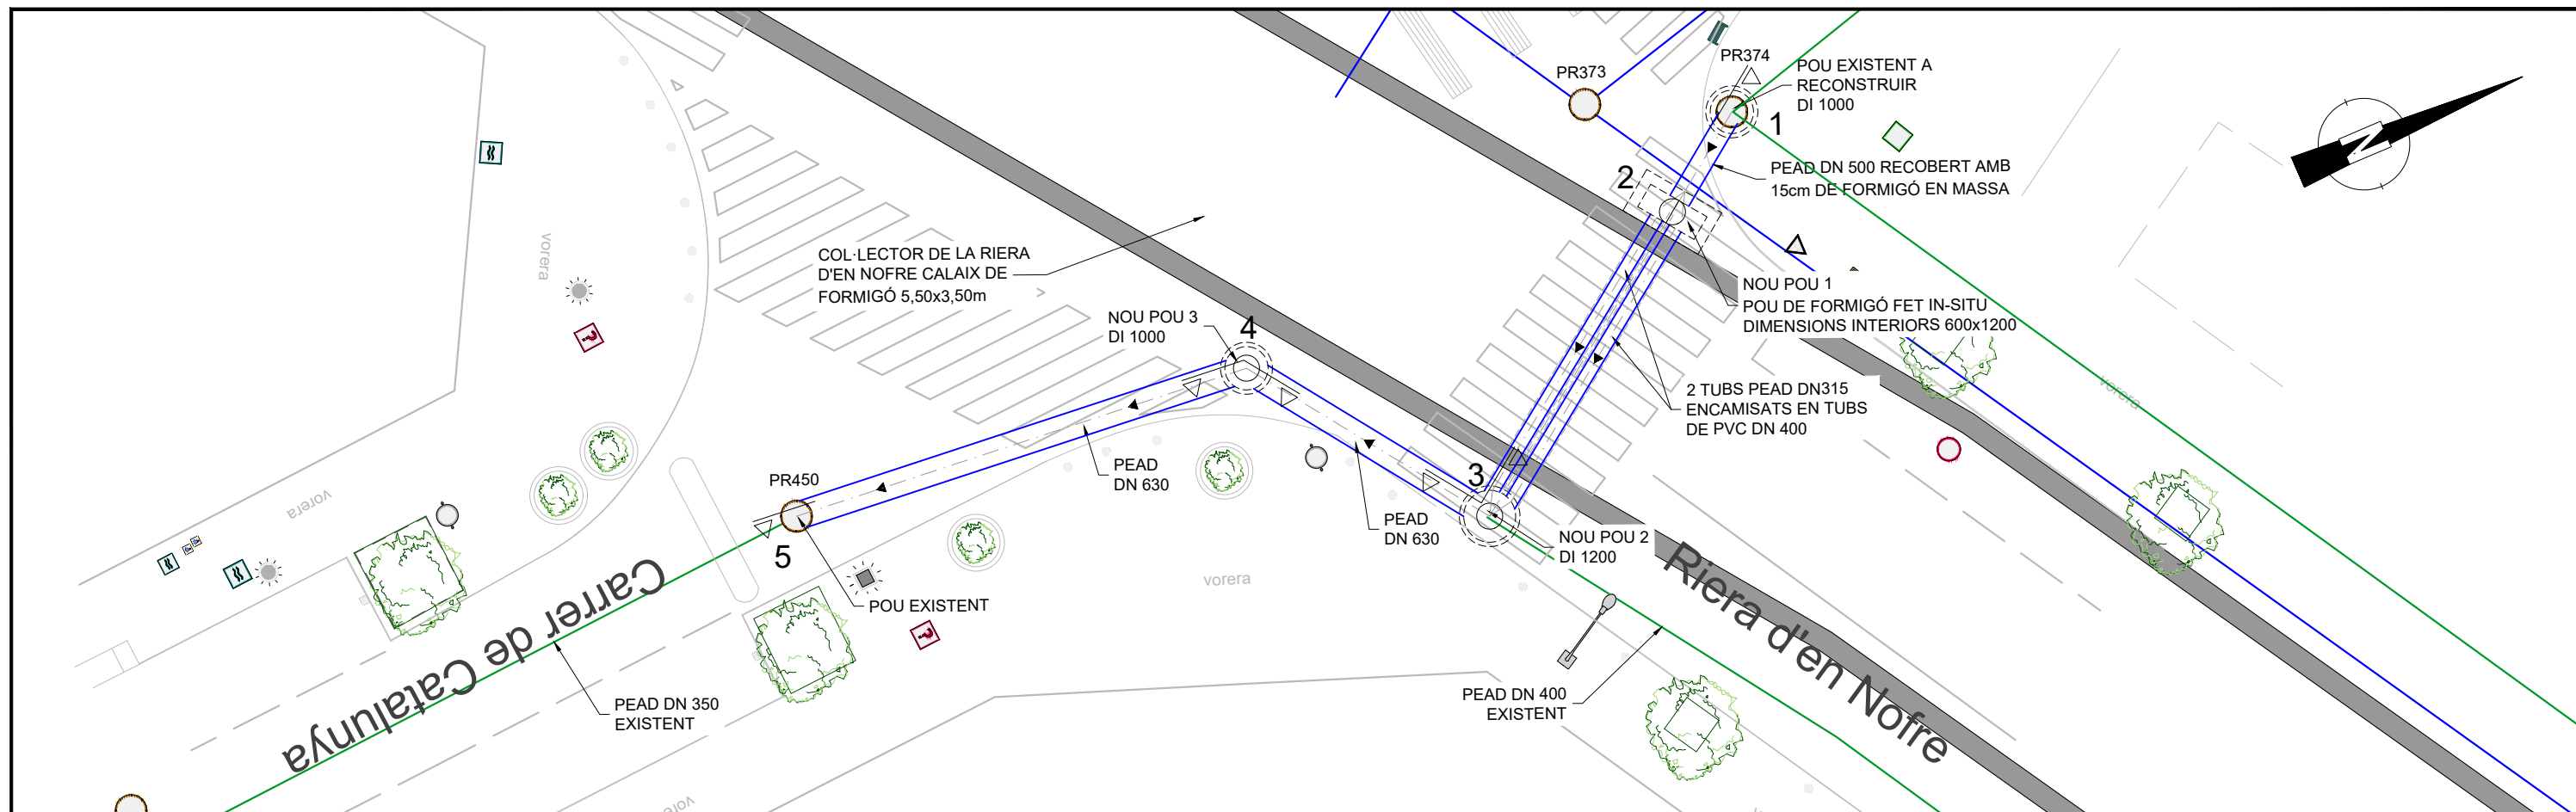 PR373
PR374
POU EXISTENT A
RECONSTRUIR
DI 1000
1
PEAD DN 500 RECOBERT AMB
15cm DE FORMIGÓ EN MASSA
N
2
vorera
COL·LECTOR DE LA RIERA
D'EN NOFRE CALAIX DE
FORMIGÓ 5,50x3,50m
NOU POU 1
POU DE FORMIGÓ FET IN-SITU
DIMENSIONS INTERIORS 600x1200
NOU POU 3
DI 1000
4
2 TUBS PEAD DN315
ENCAMISATS EN TUBS
DE PVC DN 400
vorera
PEAD
DN 630
3
PR450
vorera
PEAD
DN 630
NOU POU 2
DI 1200
5
POU EXISTENT
vorera
Carrer de Catalunya
Riera d'en Nofre
PEAD DN 350
EXISTENT
PEAD DN 400
EXISTENT
vorera